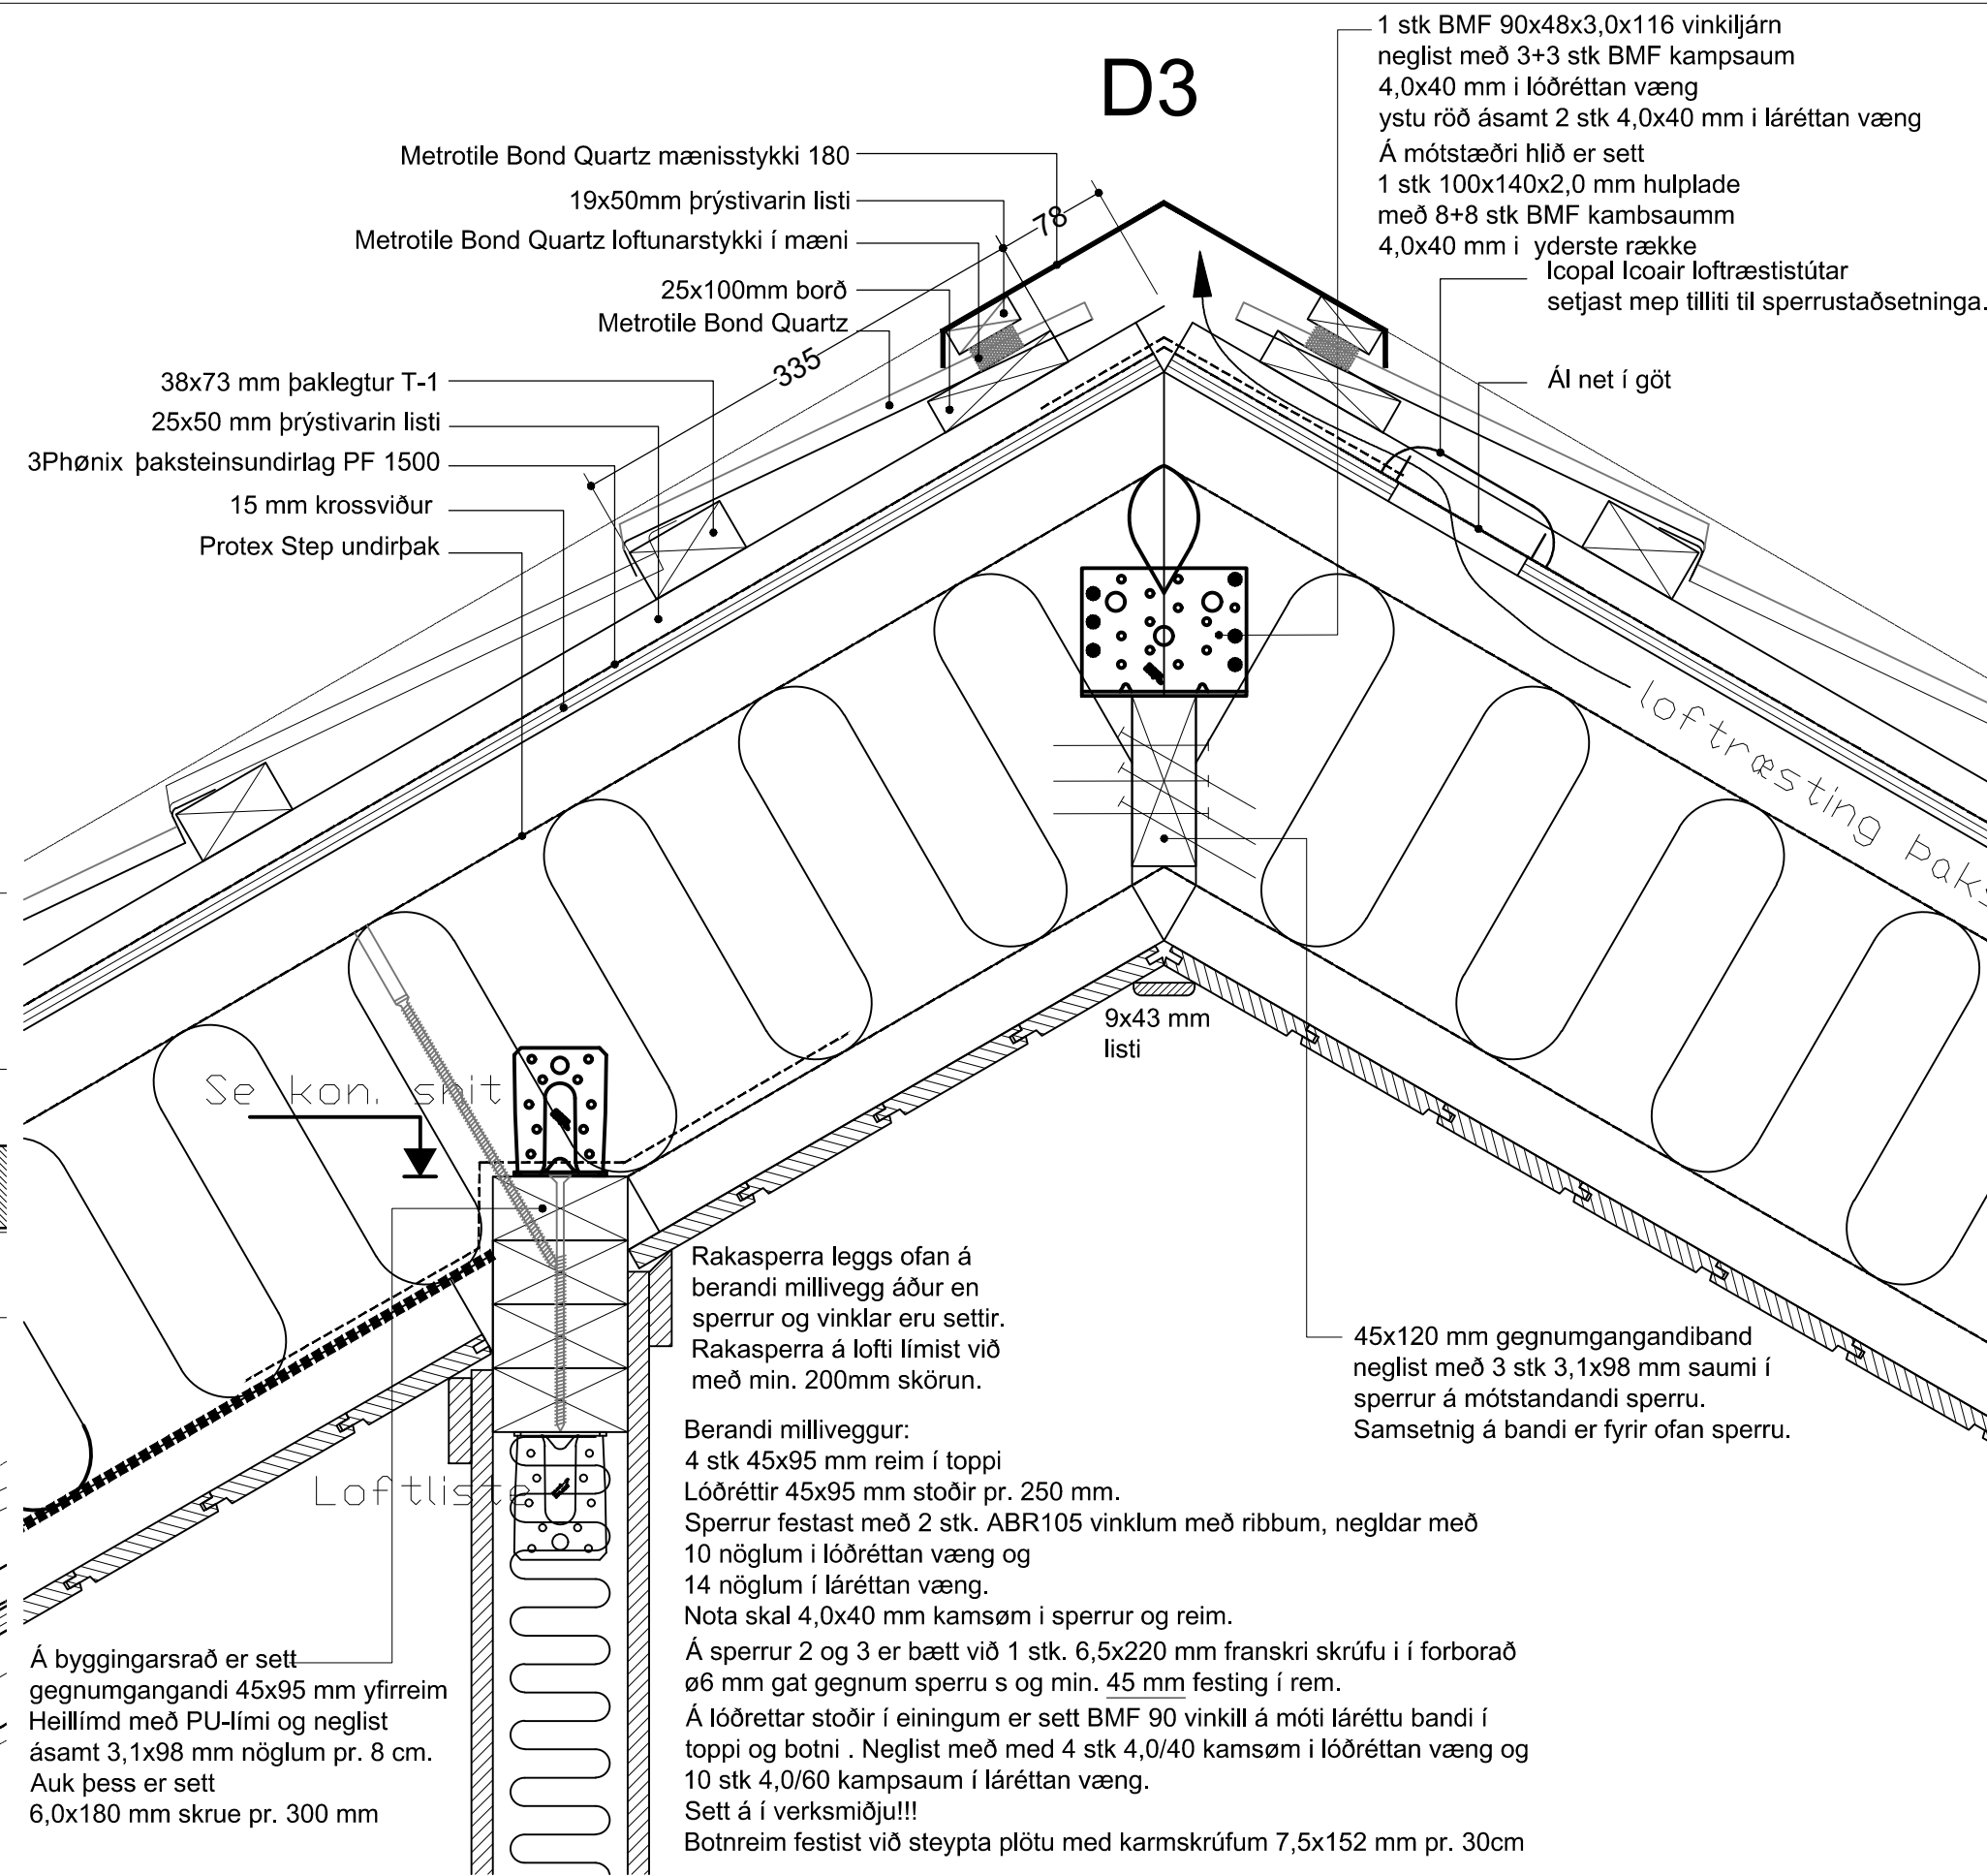 D3
1 stk BMF 90x48x3,0x116 vinkiljárn
neglist með 3+3 stk BMF kampsaum
4,0x40 mm i lóðréttan væng
ystu röð ásamt 2 stk 4,0x40 mm i láréttan væng
Á mótstæðri hlið er sett
1 stk 100x140x2,0 mm hulplade
með 8+8 stk BMF kambsaumm
4,0x40 mm i yderste række
Icopal Icoair loftræstistútar
setjast mep tilliti til sperrustaðsetninga.
Ál net í göt
Metrotile Bond Quartz mænisstykki 180
19x50mm þrýstivarin listi
Metrotile Bond Quartz loftunarstykki í mæni
25x100mm borð
Metrotile Bond Quartz
78
335
38x73 mm þaklegtur T-1
25x50 mm þrýstivarin listi
3Phønix þaksteinsundirlag PF 1500
15 mm krossviður
Protex Step undirþak
loftræsting þaks
9x43 mm
listi
Se kon. snit
Loftliste
Rakasperra leggs ofan á
berandi millivegg áður en
sperrur og vinklar eru settir.
Rakasperra á lofti límist við
með min. 200mm skörun.
45x120 mm gegnumgangandiband
neglist með 3 stk 3,1x98 mm saumi í
sperrur á mótstandandi sperru.
Samsetnig á bandi er fyrir ofan sperru.
Berandi milliveggur:
4 stk 45x95 mm reim í toppi
Lóðréttir 45x95 mm stoðir pr. 250 mm.
Sperrur festast með 2 stk. ABR105 vinklum með ribbum, negldar með
10 nöglum i lóðréttan væng og
14 nöglum í láréttan væng.
Nota skal 4,0x40 mm kamsøm i sperrur og reim.
Á sperrur 2 og 3 er bætt við 1 stk. 6,5x220 mm franskri skrúfu i í forborað
ø6 mm gat gegnum sperru s og min. 45 mm festing í rem.
Á lóðrettar stoðir í einingum er sett BMF 90 vinkill á móti láréttu bandi í
toppi og botni . Neglist með med 4 stk 4,0/40 kamsøm i lóðréttan væng og
10 stk 4,0/60 kampsaum í láréttan væng.
Sett á í verksmiðju!!!
Botnreim festist við steypta plötu med karmskrúfum 7,5x152 mm pr. 30cm
Á byggingarsrað er sett
gegnumgangandi 45x95 mm yfirreim
Heillímd með PU-lími og neglist
ásamt 3,1x98 mm nöglum pr. 8 cm.
Auk þess er sett
6,0x180 mm skrue pr. 300 mm